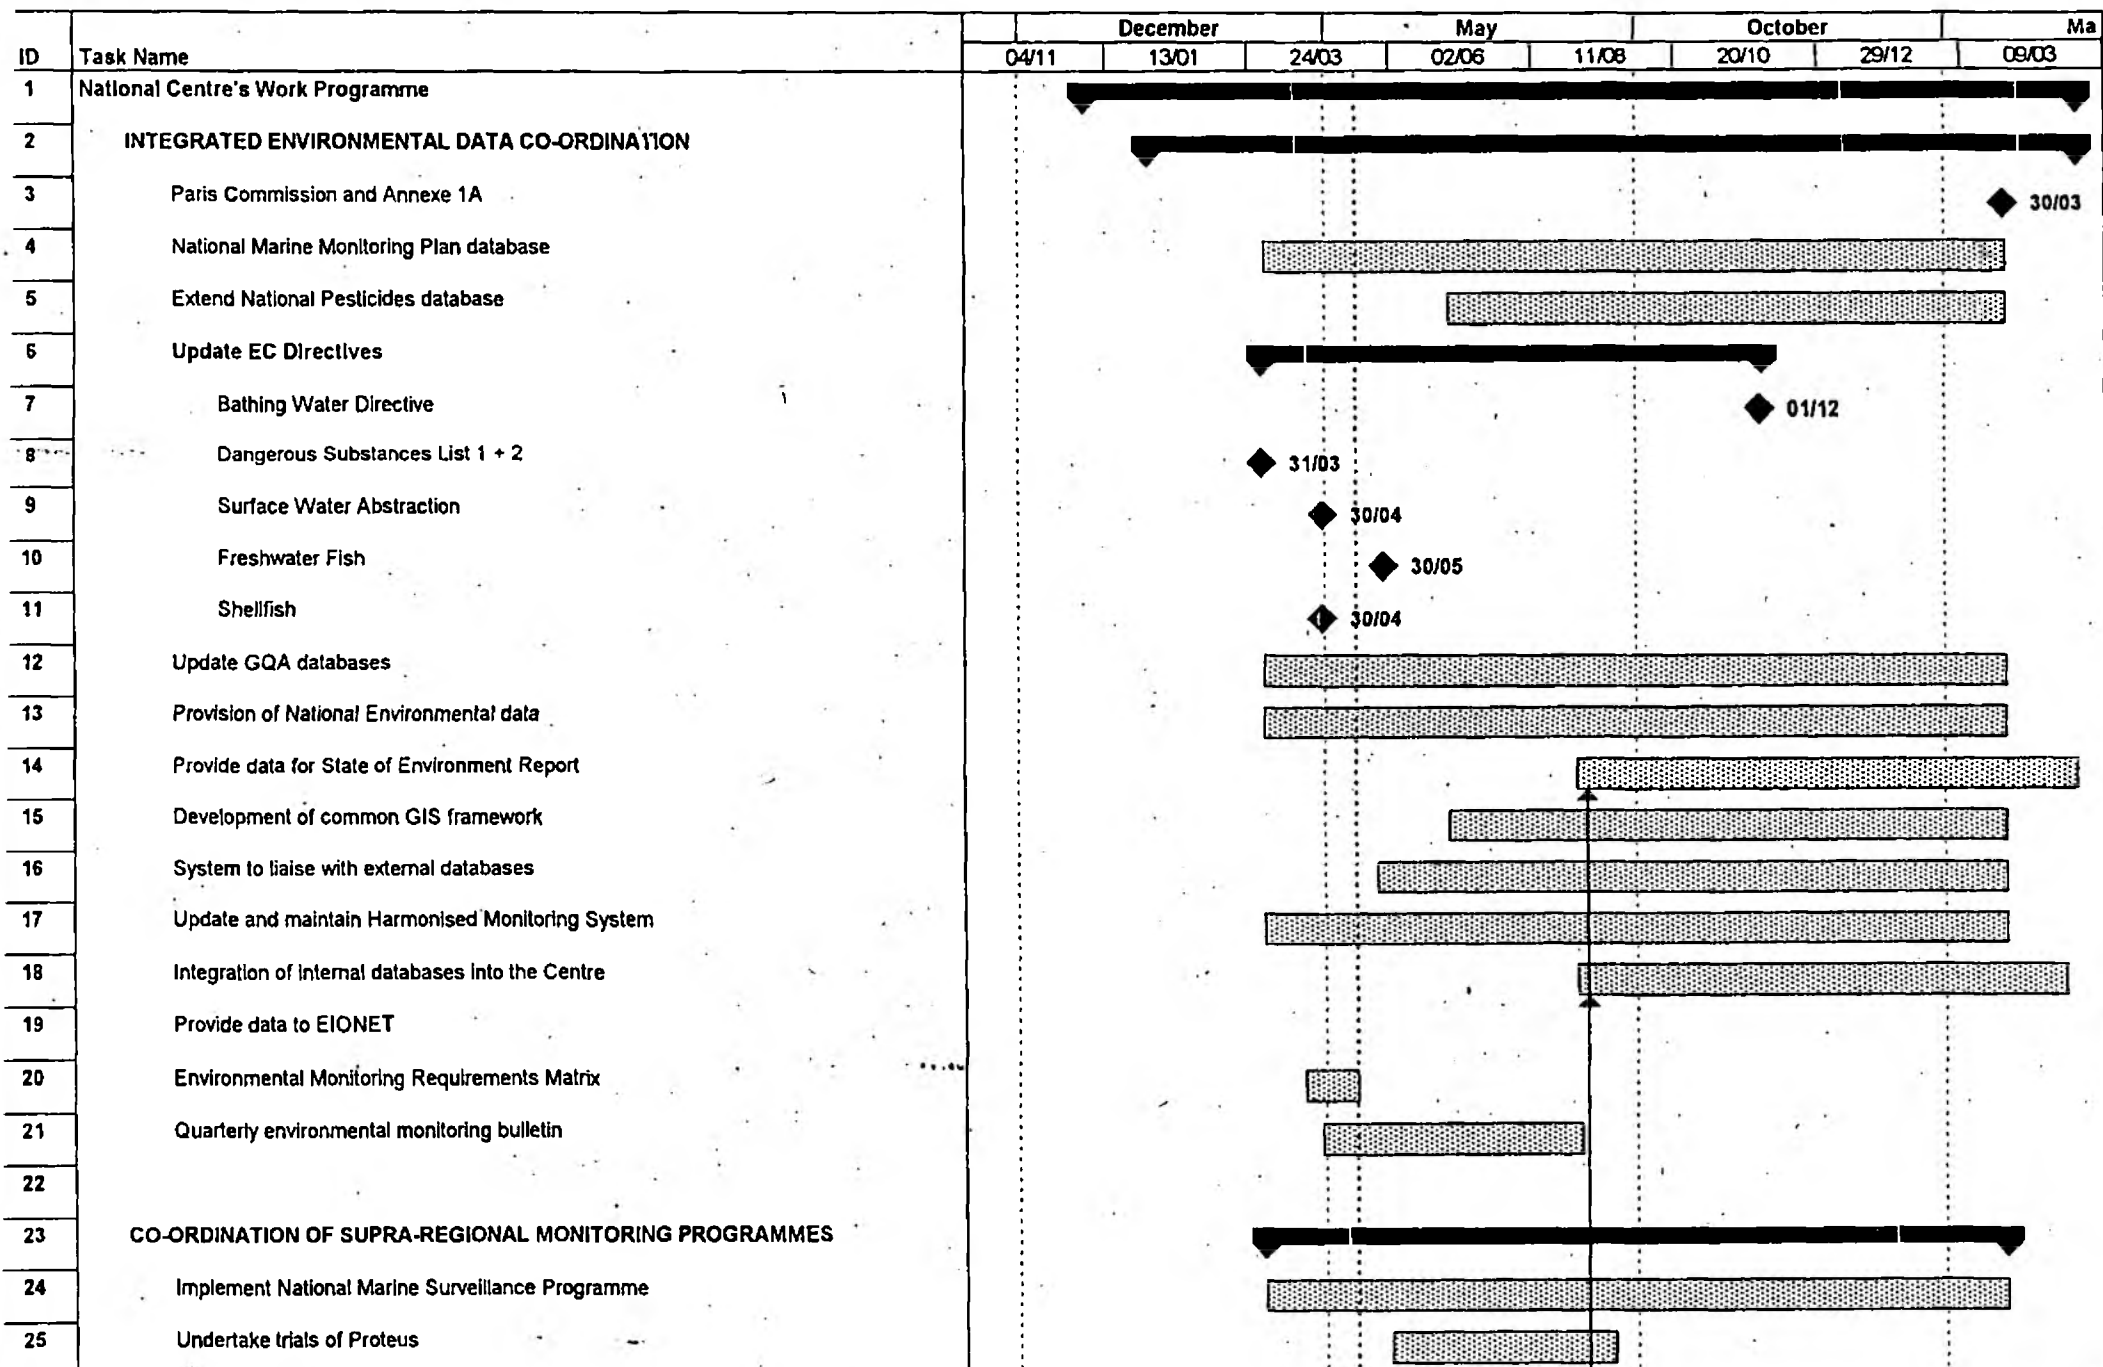 December May October Ma
ID Task Name 04/11 13/01 24/03 02/06 11/08 20/10 29/12 09/03
1 National Centre's Work Programme
2 INTEGRATED ENVIRONMENTAL DATA CO-ORDINATION
3 Paris Commission and Annexe 1A 30/03
4 National Marine Monitoring Plan database
5 Extend National Pesticides database
6 Update EC Directives
7 Bathing Water Directive 01/12
8 Dangerous Substances List 1 + 2 31/03
9 Surface Water Abstraction 30/04
10 Freshwater Fish 30/05
11 Shellfish 30/04
12 Update GQA databases
13 Provision of National Environmental data
14 Provide data for State of Environment Report
15 Development of common GIS framework
16 System to liaise with external databases
17 Update and maintain Harmonised Monitoring System
18 Integration of internal databases into the Centre
19 Provide data to EIONET
20 Environmental Monitoring Requirements Matrix
21 Quarterly environmental monitoring bulletin
22
23 CO-ORDINATION OF SUPRA-REGIONAL MONITORING PROGRAMMES
24 Implement National Marine Surveillance Programme
25 Undertake trials of Proteus